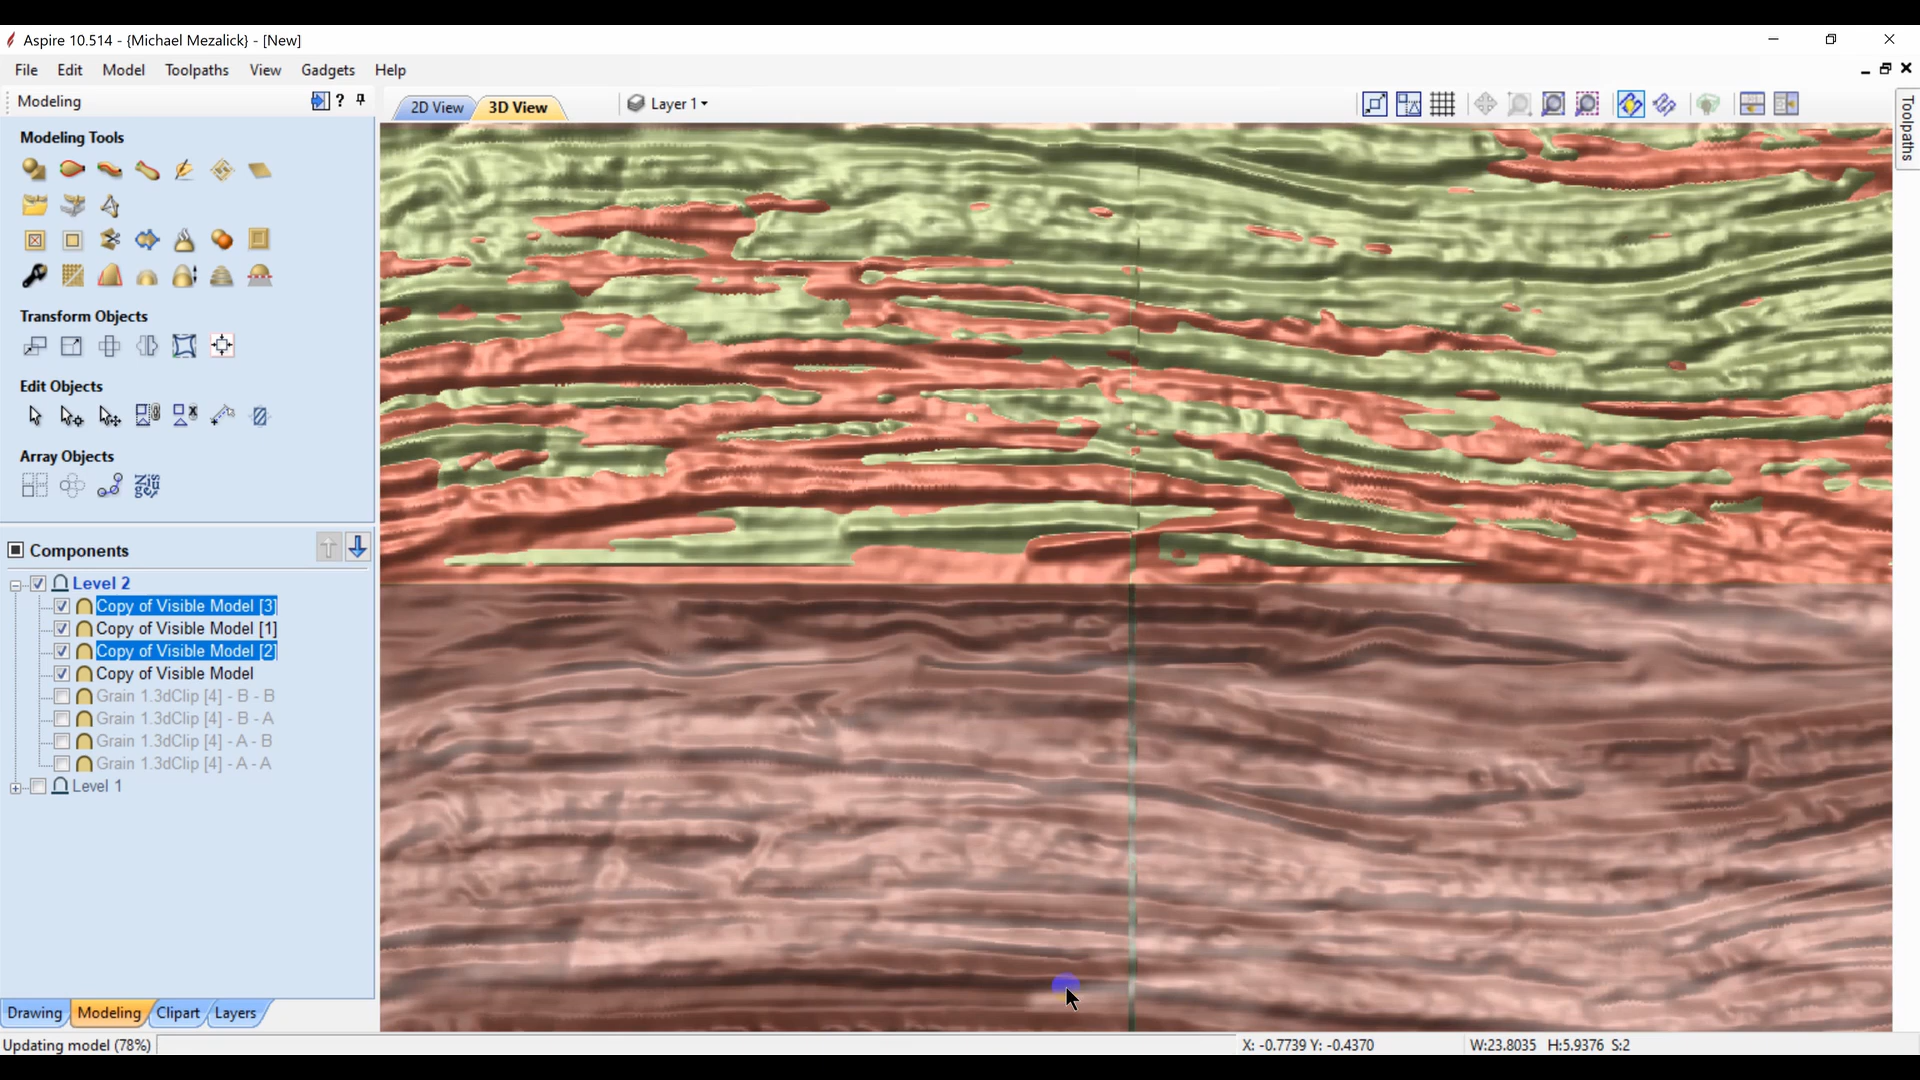 Aspire 10.514 - {Michael Mezalick} - [New]
File Edit Model Toolpaths View Gadgets Help
Modeling ?
2D View 3D View Layer 1
Toolpaths
Modeling Tools
Transform Objects
Edit Objects
Array Objects
Components
Level 2
Copy of Visible Model [3]
Copy of Visible Model [1]
Copy of Visible Model [2]
Copy of Visible Model
Grain 1.3dClip [4] - B - B
Grain 1.3dClip [4] - B - A
Grain 1.3dClip [4] - A - B
Grain 1.3dClip [4] - A - A
Level 1
Drawing Modeling Clipart Layers
Updating model (78%) X: -0.7739 Y: -0.4370 W:23.8035 H:5.9376 S:2